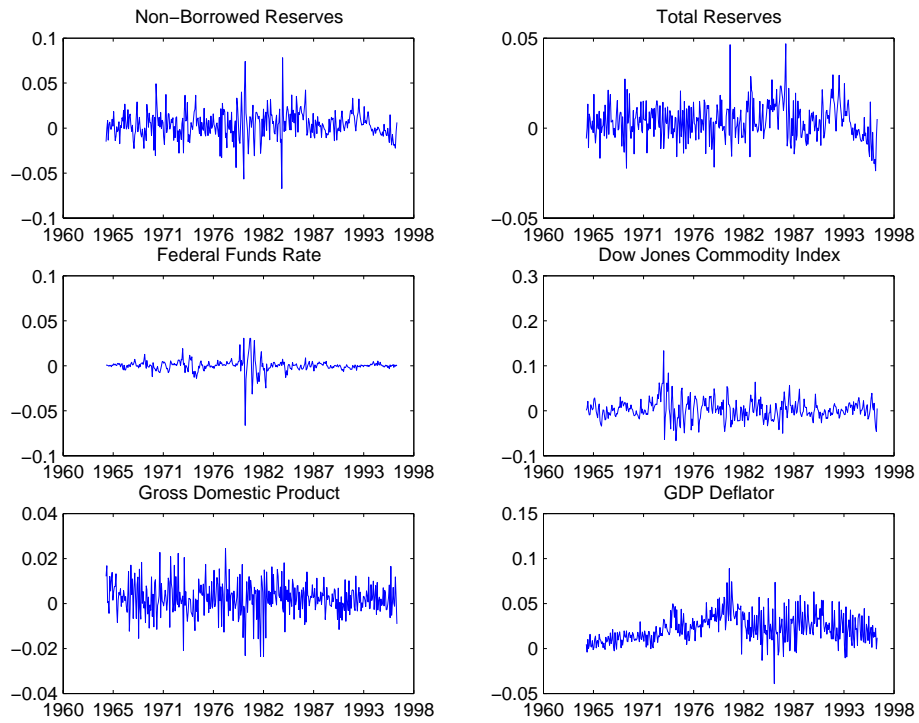 Non−Borrowed Reserves
0.1
0.05
0
−0.05
−0.1
1960 1965 1971 1976 1982 1987 1993 1998
Total Reserves
0.05
0
−0.05
1960 1965 1971 1976 1982 1987 1993 1998
Federal Funds Rate
0.1
0.05
0
−0.05
−0.1
1960 1965 1971 1976 1982 1987 1993 1998
Dow Jones Commodity Index
0.3
0.2
0.1
0
−0.1
1960 1965 1971 1976 1982 1987 1993 1998
Gross Domestic Product
0.04
0.02
0
−0.02
−0.04
1960 1965 1971 1976 1982 1987 1993 1998
GDP Deflator
0.15
0.1
0.05
0
−0.05
1960 1965 1971 1976 1982 1987 1993 1998